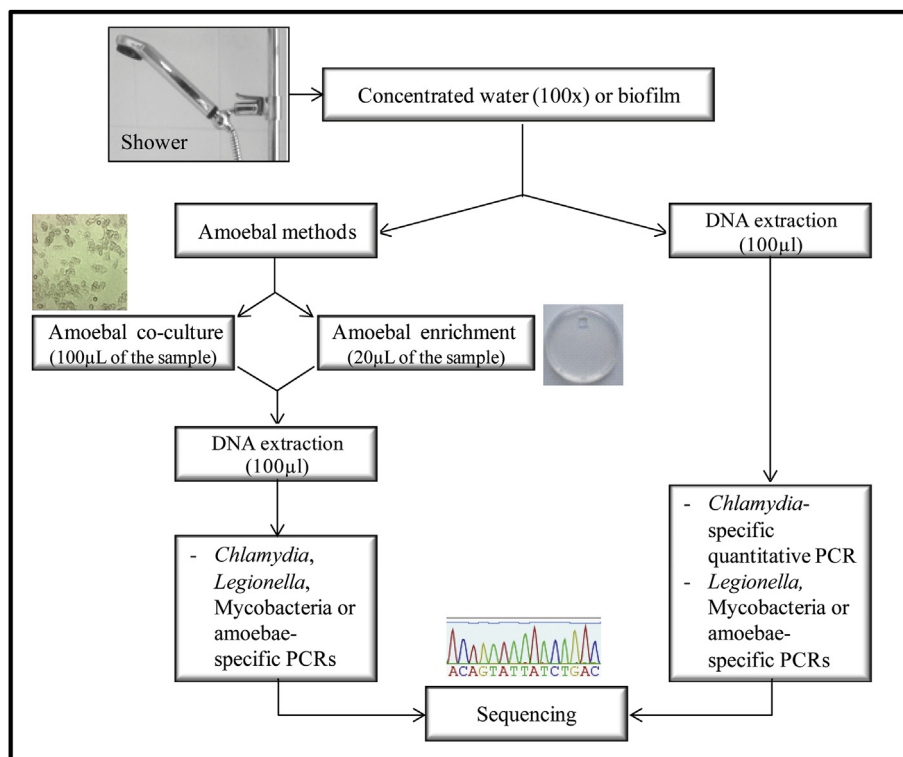 Shower
Concentrated water (100x) or biofilm
Amoebal methods
DNA extraction
(100µl)
Amoebal co-culture
(100µL of the sample)
Amoebal enrichment
(20µL of the sample)
DNA extraction
(100µl)
- Chlamydia,
Legionella,
Mycobacteria or
amoebae-
specific PCRs
- Chlamydia-
specific
quantitative PCR
- Legionella,
Mycobacteria or
amoebae-
specific PCRs
ACAGTATTATCTGAC
Sequencing